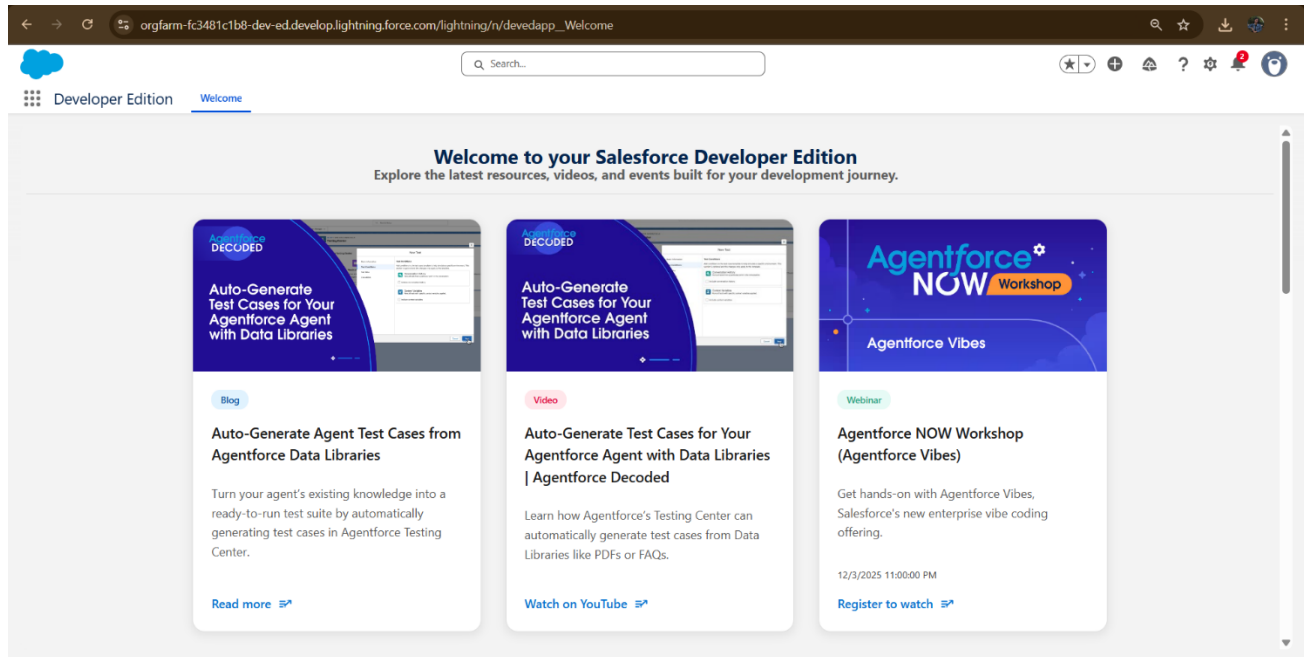 orgfarm-fc3481c1b8-dev-ed.develop.lightning.force.com/lightning/n/devedapp__Welcome
Search...
2
Developer Edition
Welcome
Welcome to your Salesforce Developer Edition
Explore the latest resources, videos, and events built for your development journey.
Agentforce
DECODED
Auto-Generate
Test Cases for Your
Agentforce Agent
with Data Libraries
Agentforce
DECODED
Auto-Generate
Test Cases for Your
Agentforce Agent
with Data Libraries
Agentforce
NOW Workshop
Agentforce Vibes
Blog
Auto-Generate Agent Test Cases from
Agentforce Data Libraries
Turn your agent's existing knowledge into a
ready-to-run test suite by automatically
generating test cases in Agentforce Testing
Center.
Read more
Video
Auto-Generate Test Cases for Your
Agentforce Agent with Data Libraries
| Agentforce Decoded
Learn how Agentforce's Testing Center can
automatically generate test cases from Data
Libraries like PDFs or FAQs.
Watch on YouTube
Webinar
Agentforce NOW Workshop
(Agentforce Vibes)
Get hands-on with Agentforce Vibes,
Salesforce's new enterprise vibe coding
offering.
12/3/2025 11:00:00 PM
Register to watch